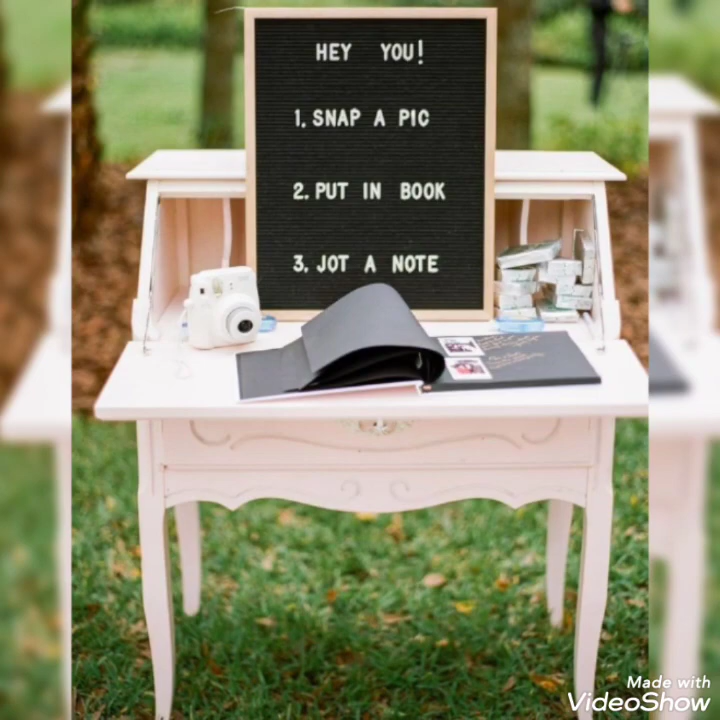 HEY YOU!
1. SNAP A PIC
2. PUT IN BOOK
3. JOT A NOTE
Made with
VideoShow